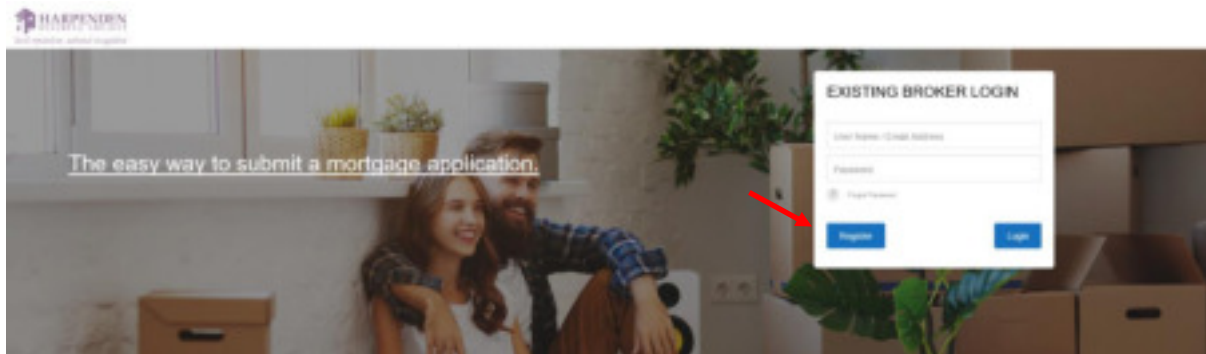 HARPENDEN
The easy way to submit a mortgage application.
EXISTING BROKER LOGIN
User Name / Email Address
Password
Forgot Password
Register
Login